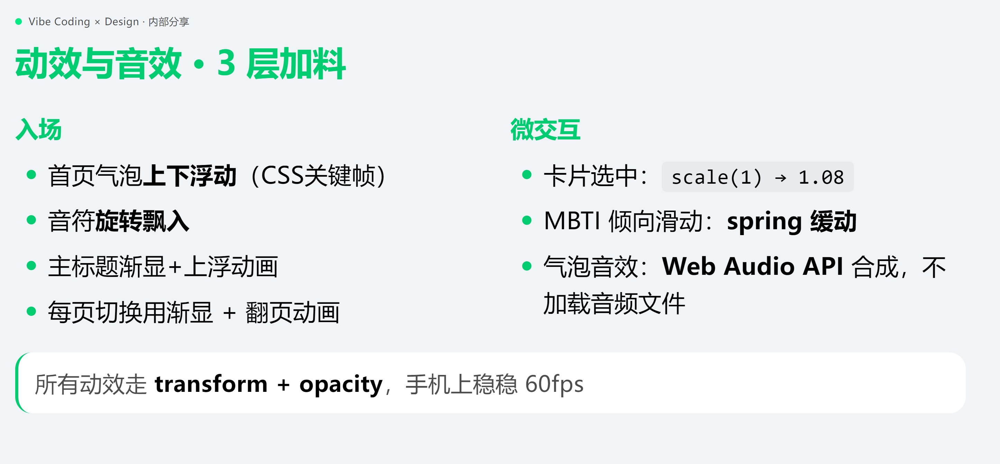 Vibe Coding × Design · 内部分享
动效与音效 · 3 层加料
入场
首页气泡上下浮动（CSS关键帧）
音符旋转飘入
主标题渐显+上浮动画
每页切换用渐显 + 翻页动画
微交互
卡片选中：scale(1) → 1.08
MBTI 倾向滑动：spring 缓动
气泡音效：Web Audio API 合成，不
加载音频文件
所有动效走 transform + opacity，手机上稳稳 60fps